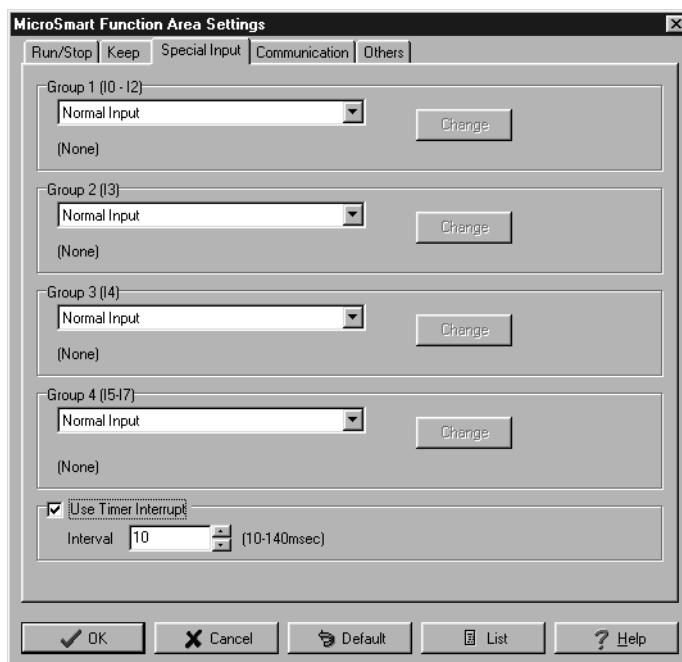 MicroSmart Function Area Settings
Run/Stop Keep Special Input Communication Others
Group 1 (I0 - I2)
Normal Input
Change
(None)
Group 2 (I3)
Normal Input
Change
(None)
Group 3 (I4)
Normal Input
Change
(None)
Group 4 (I5-I7)
Normal Input
Change
(None)
Use Timer Interrupt
Interval 10 (10-140msec)
OK Cancel Default List Help